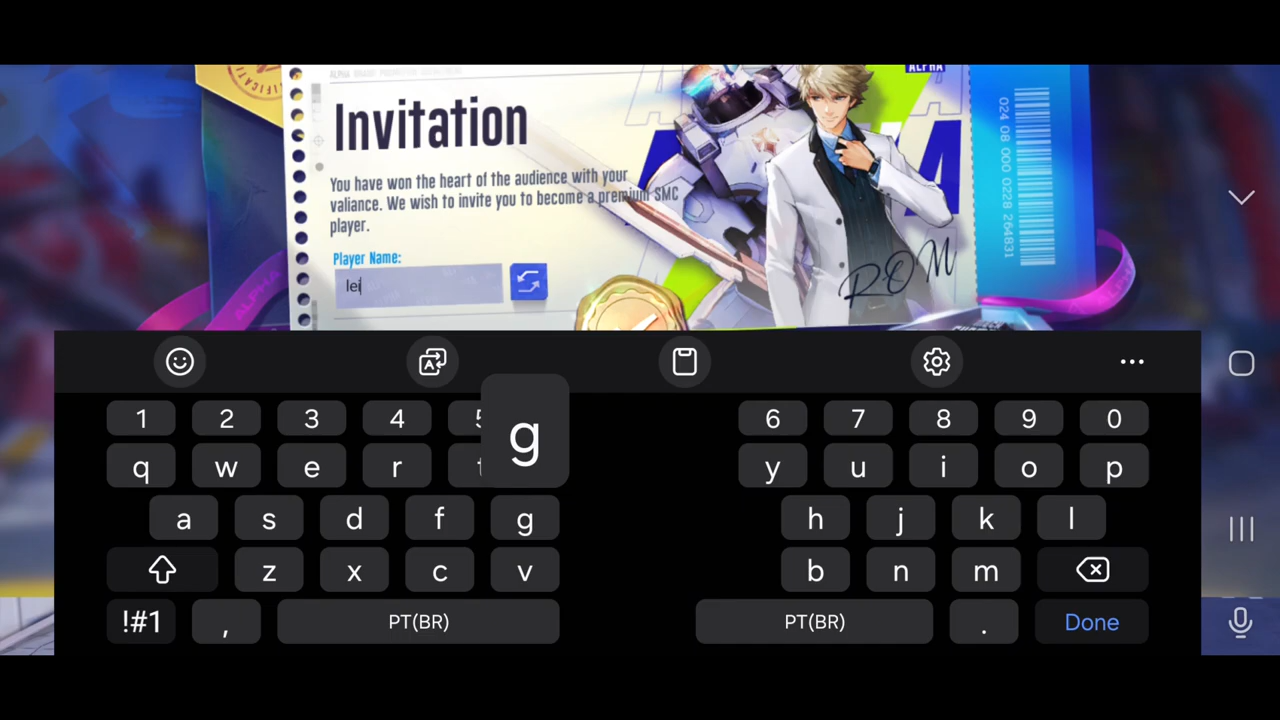 ALPHA
Invitation
You have won the heart of the audience with your
valiance. We wish to invite you to become a premium SMC
player.
Player Name:
lei
ROM
024 08 000 0228 264831
ALPHA
g
1 2 3 4 5 6 7 8 9 0
q w e r t y u i o p
a s d f g h j k l
z x c v b n m
!#1 , PT(BR) PT(BR) . Done